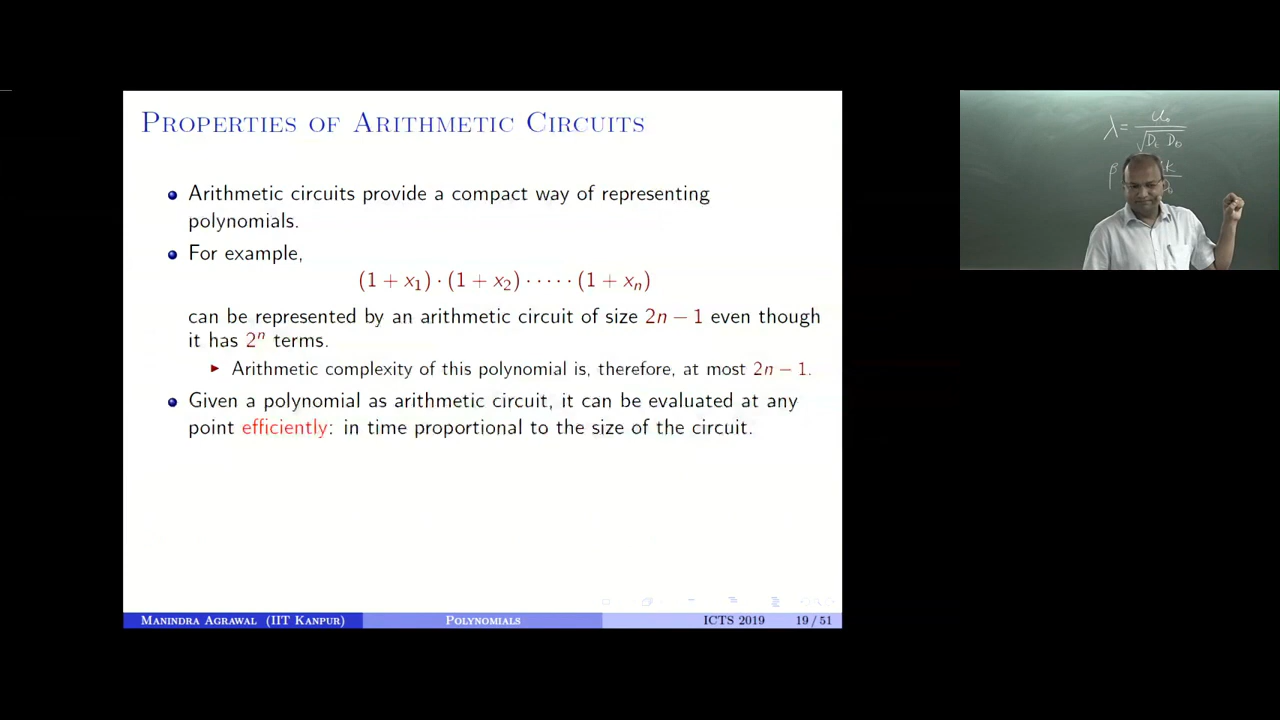 PROPERTIES OF ARITHMETIC CIRCUITS
Arithmetic circuits provide a compact way of representing
polynomials.
For example,
(1 + x₁) · (1 + x₂) · · · · · (1 + xₙ)
can be represented by an arithmetic circuit of size 2n − 1 even though
it has 2ⁿ terms.
Arithmetic complexity of this polynomial is, therefore, at most 2n − 1.
Given a polynomial as arithmetic circuit, it can be evaluated at any
point efficiently: in time proportional to the size of the circuit.
MANINDRA AGRAWAL (IIT KANPUR) POLYNOMIALS ICTS 2019 19 / 51
λ =
β